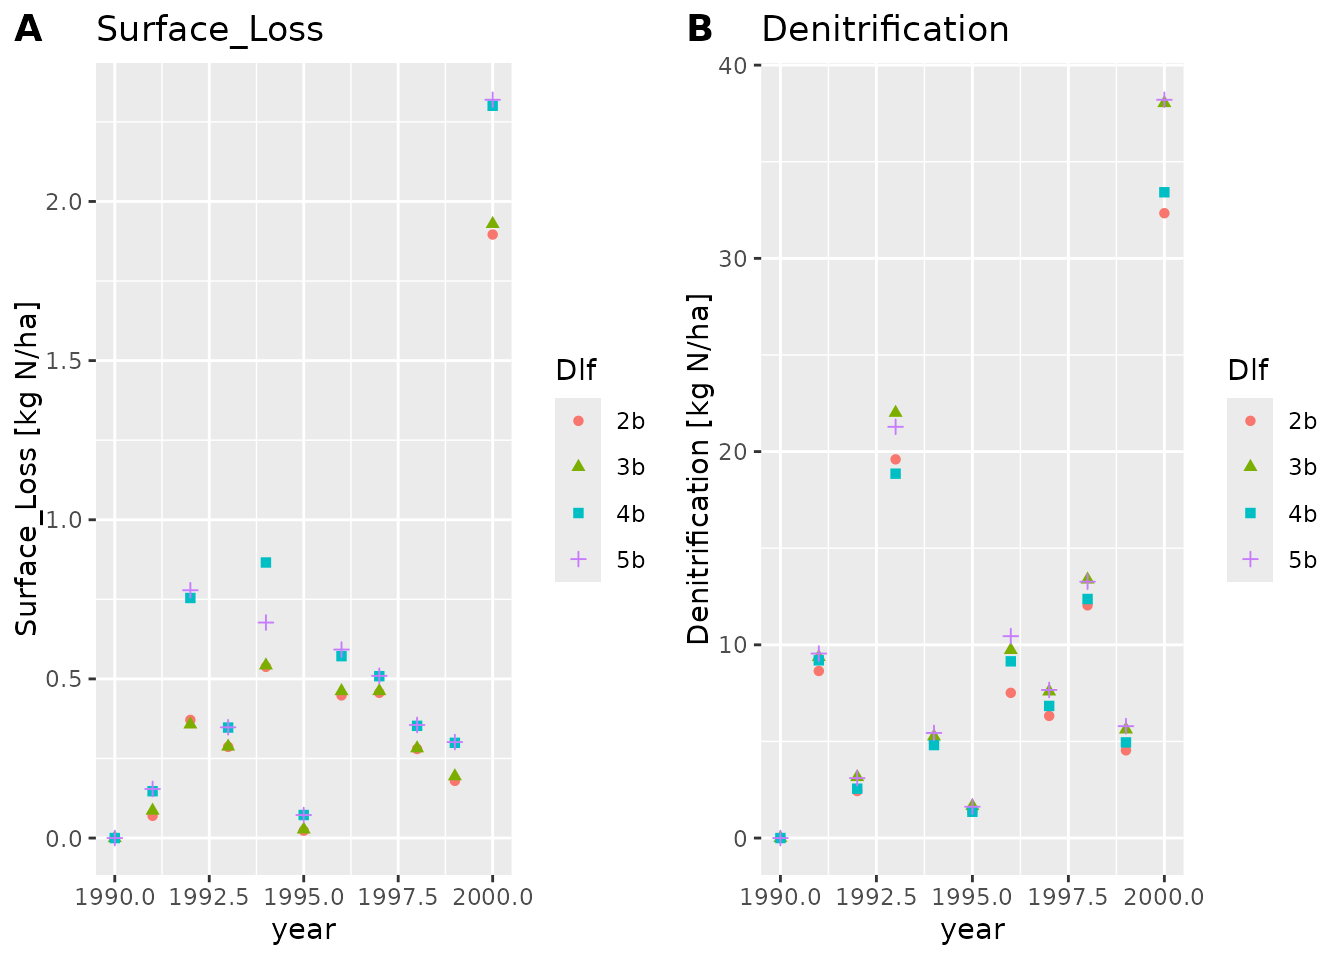 A Surface_Loss
Surface_Loss [kg N/ha]
2.0
1.5
1.0
0.5
0.0
1990.0 1992.5 1995.0 1997.5 2000.0
year
Dlf
2b
3b
4b
5b
B Denitrification
Denitrification [kg N/ha]
40
30
20
10
0
1990.0 1992.5 1995.0 1997.5 2000.0
year
Dlf
2b
3b
4b
5b